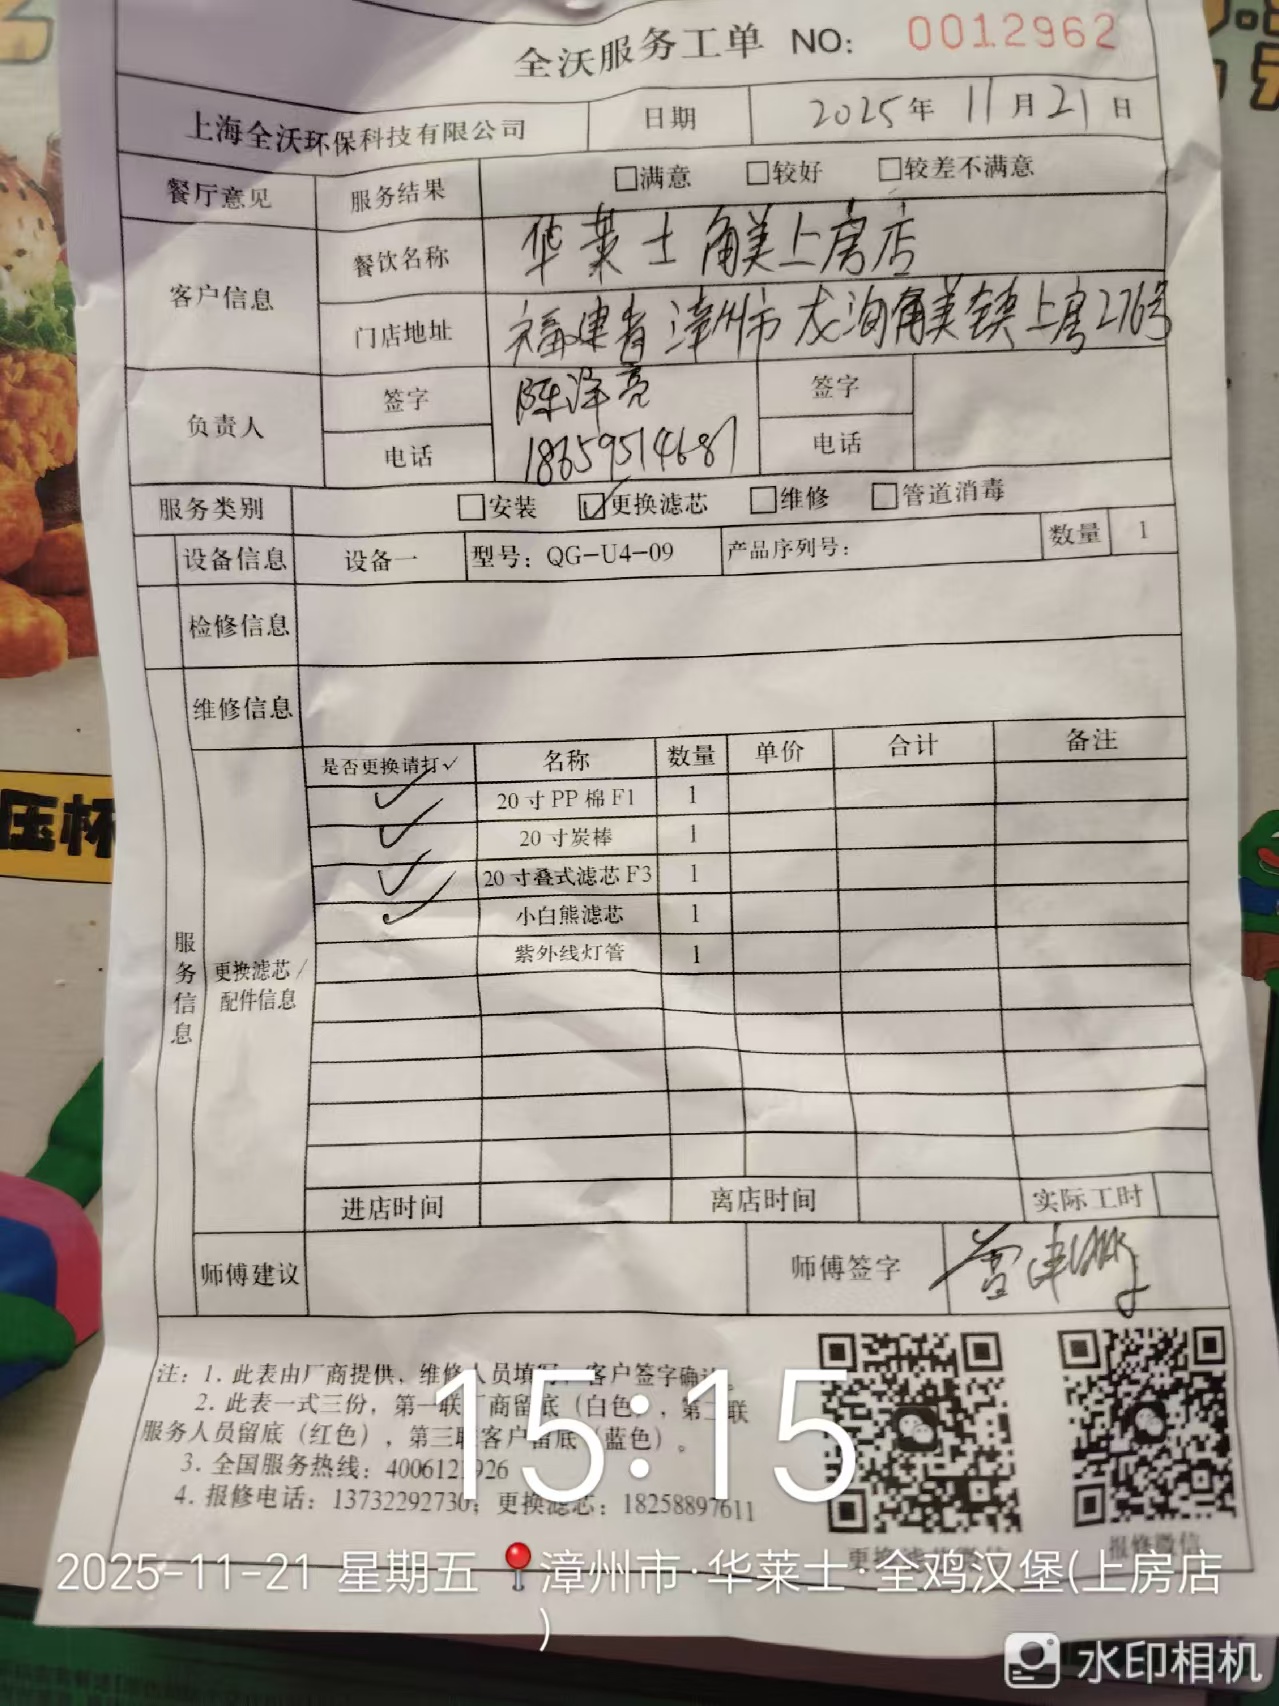 全沃服务工单 NO: 0012962
上海全沃环保科技有限公司 日期 2025年 11月21日
餐厅意见 服务结果 □满意 □较好 □较差不满意
客户信息 餐饮名称 华莱士角美上房店
门店地址 福建省漳州市龙海角美镇上房276号
负责人 签字 陈泽亮 签字
电话 18659514687 电话
服务类别 □安装 ☑更换滤芯 □维修 □管道消毒
设备信息 设备一 型号：QG-U4-09 产品序列号： 数量 1
检修信息
维修信息
是否更换请打✓ 名称 数量 单价 合计 备注
✓ 20寸PP棉F1 1
✓ 20寸炭棒 1
✓ 20寸叠式滤芯F3 1
✓ 小白熊滤芯 1
紫外线灯管 1
服务信息
更换滤芯/
配件信息
进店时间 离店时间 实际工时
师傅建议 师傅签字
注：1. 此表由厂商提供，维修人员填写，客户签字确认。
2. 此表一式三份，第一联厂商留底（白色），第二联
服务人员留底（红色），第三联客户留底（蓝色）。
3. 全国服务热线：
4. 报修电话：13732292730；更换滤芯：18258897611
更换滤芯微信 报修微信
15:15
2025-11-21 星期五 📍漳州市·华莱士·全鸡汉堡(上房店
)
水印相机
压杯